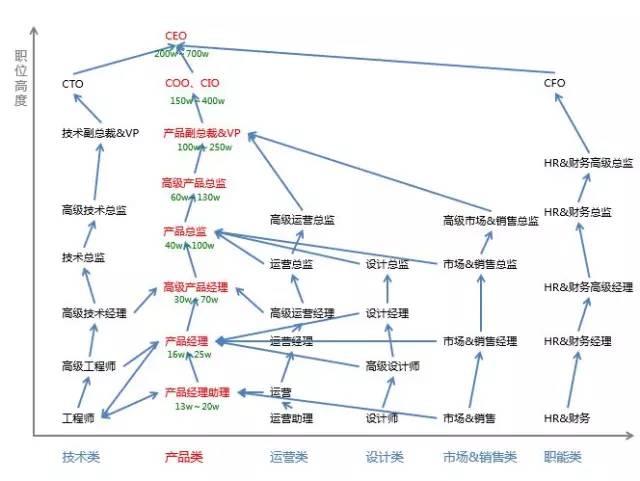 职位高度
CEO
200w～700w
CTO
COO、CIO
150w～400w
CFO
技术副总裁&VP
产品副总裁&VP
100w～250w
HR&财务高级总监
高级产品总监
60w～130w
高级技术总监
高级运营总监
高级市场&销售总监
HR&财务总监
产品总监
40w～100w
技术总监
运营总监
设计总监
市场&销售总监
高级产品经理
30w～70w
HR&财务高级经理
高级技术经理
高级运营经理
设计经理
产品经理
16w～25w
运营经理
市场&销售经理
HR&财务经理
高级工程师
高级设计师
产品经理助理
13w～20w
运营
工程师
运营助理
设计师
市场&销售
HR&财务
技术类
产品类
运营类
设计类
市场&销售类
职能类